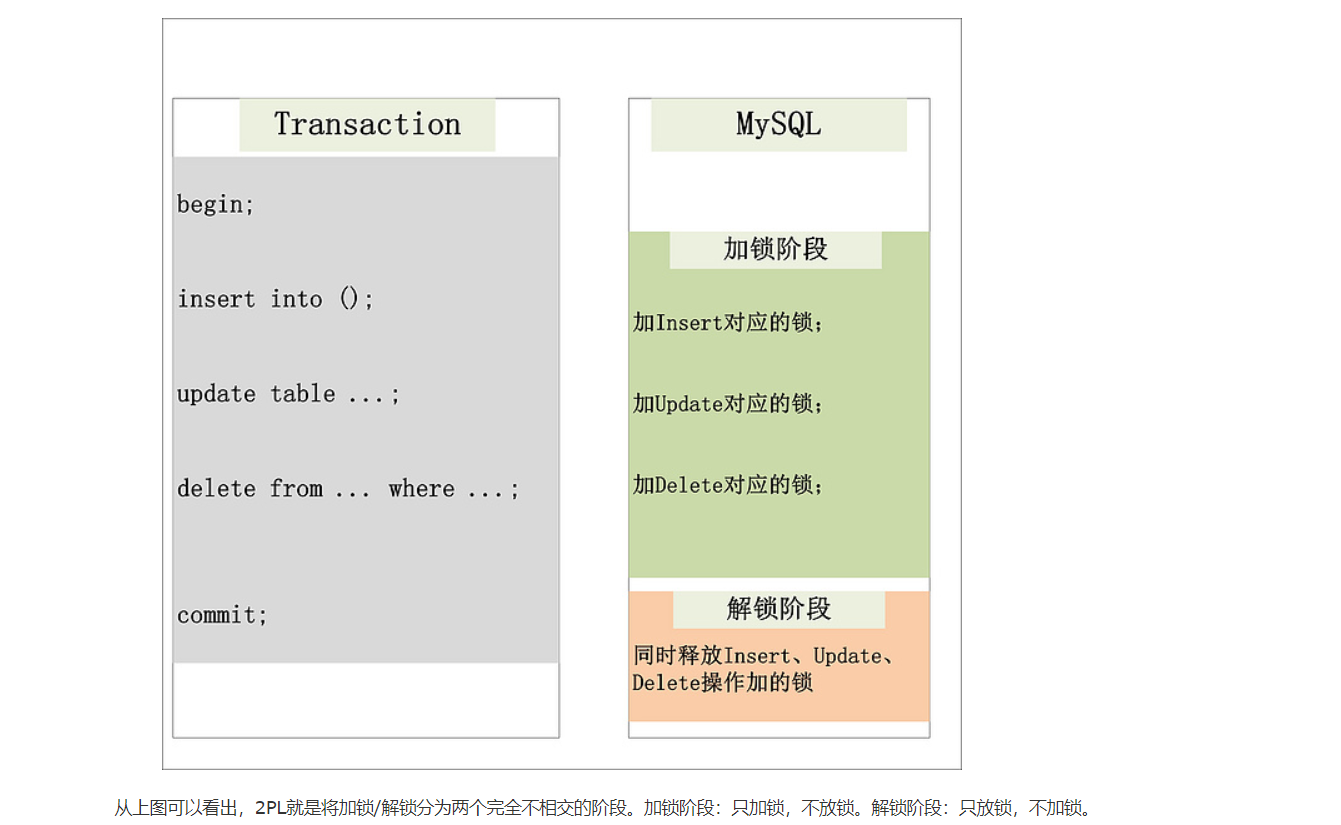 Transaction
begin;
insert into ();
update table ...;
delete from ... where ...;
commit;
MySQL
加锁阶段
加Insert对应的锁;
加Update对应的锁;
加Delete对应的锁;
解锁阶段
同时释放Insert、Update、
Delete操作加的锁
从上图可以看出，2PL就是将加锁/解锁分为两个完全不相交的阶段。加锁阶段：只加锁，不放锁。解锁阶段：只放锁，不加锁。